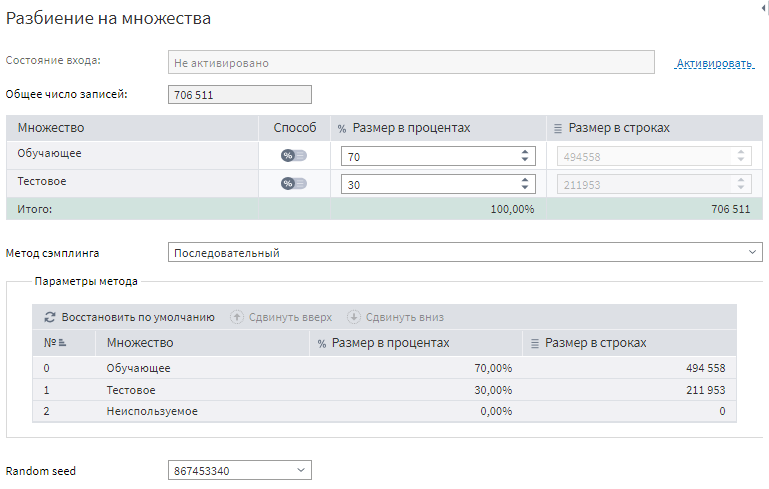 Разбиение на множества
Состояние входа: Не активировано Активировать
Общее число записей: 706 511
Множество Способ % Размер в процентах Размер в строках
Обучающее % 70 494558
Тестовое % 30 211953
Итого: 100,00% 706 511
Метод сэмплинга Последовательный
Параметры метода
Восстановить по умолчанию Сдвинуть вверх Сдвинуть вниз
№ Множество % Размер в процентах Размер в строках
0 Обучающее 70,00% 494 558
1 Тестовое 30,00% 211 953
2 Неиспользуемое 0,00% 0
Random seed 867453340